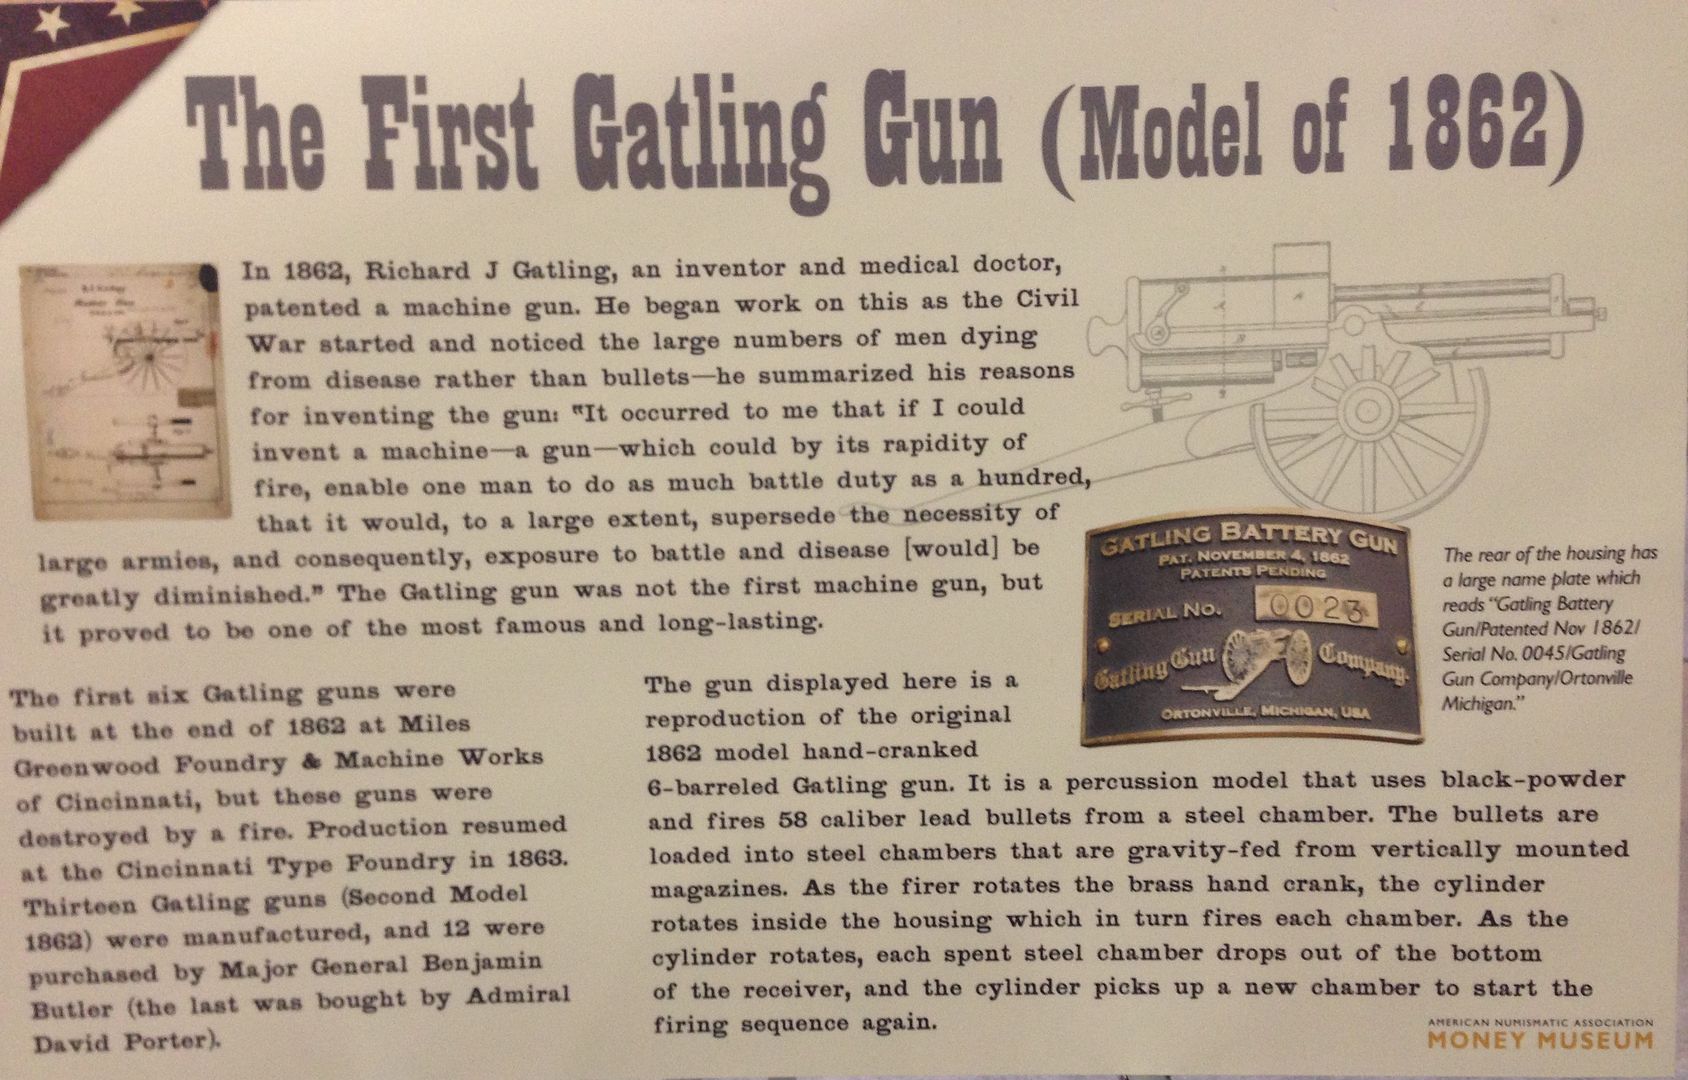 The First Gatling Gun (Model of 1862)
In 1862, Richard J Gatling, an inventor and medical doctor,
patented a machine gun. He began work on this as the Civil
War started and noticed the large numbers of men dying
from disease rather than bullets—he summarized his reasons
for inventing the gun: "It occurred to me that if I could
invent a machine—a gun—which could by its rapidity of
fire, enable one man to do as much battle duty as a hundred,
that it would, to a large extent, supersede the necessity of
large armies, and consequently, exposure to battle and disease [would] be
greatly diminished." The Gatling gun was not the first machine gun, but
it proved to be one of the most famous and long-lasting.
GATLING BATTERY GUN
PAT. NOVEMBER 4, 1862
PATENTS PENDING
SERIAL NO. 0023
Gatling Gun Company.
ORTONVILLE, MICHIGAN, USA
The rear of the housing has
a large name plate which
reads "Gatling Battery
Gun/Patented Nov 1862/
Serial No. 0045/Gatling
Gun Company/Ortonville
Michigan."
The first six Gatling guns were
built at the end of 1862 at Miles
Greenwood Foundry & Machine Works
of Cincinnati, but these guns were
destroyed by a fire. Production resumed
at the Cincinnati Type Foundry in 1863.
Thirteen Gatling guns (Second Model
1862) were manufactured, and 12 were
purchased by Major General Benjamin
Butler (the last was bought by Admiral
David Porter).
The gun displayed here is a
reproduction of the original
1862 model hand-cranked
6-barreled Gatling gun. It is a percussion model that uses black-powder
and fires 58 caliber lead bullets from a steel chamber. The bullets are
loaded into steel chambers that are gravity-fed from vertically mounted
magazines. As the firer rotates the brass hand crank, the cylinder
rotates inside the housing which in turn fires each chamber. As the
cylinder rotates, each spent steel chamber drops out of the bottom
of the receiver, and the cylinder picks up a new chamber to start the
firing sequence again.
AMERICAN NUMISMATIC ASSOCIATION
MONEY MUSEUM